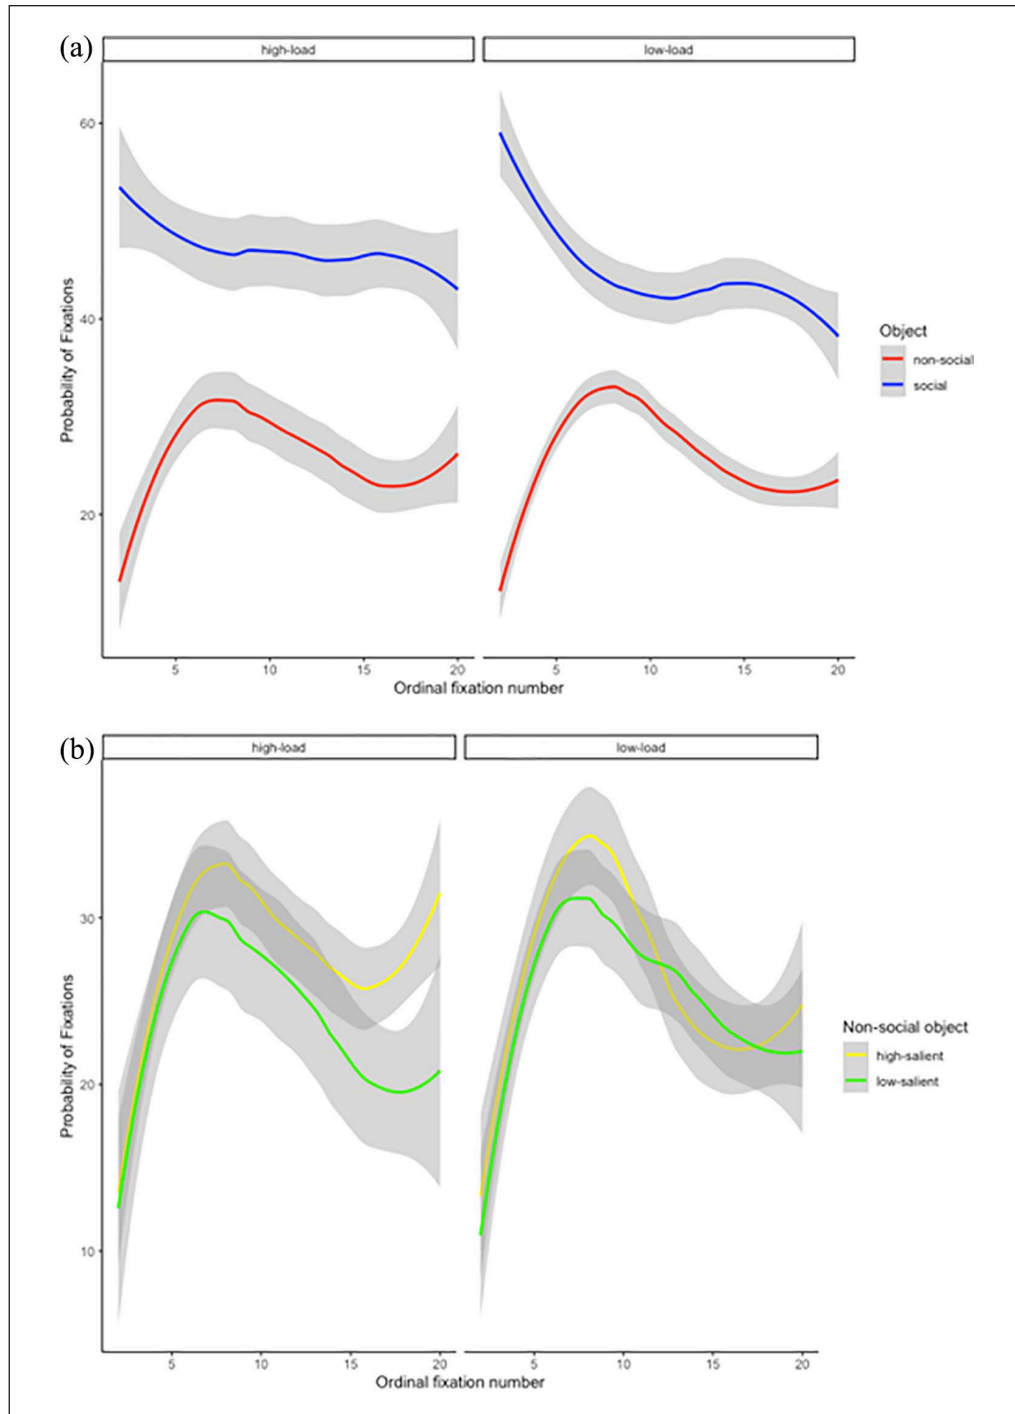 (a)
high-load
low-load
60
40
20
Probability of Fixations
5
10
15
20
5
10
15
20
Ordinal fixation number
Object
non-social
social
(b)
high-load
low-load
30
20
10
Probability of Fixations
5
10
15
20
5
10
15
20
Ordinal fixation number
Non-social object
high-salient
low-salient